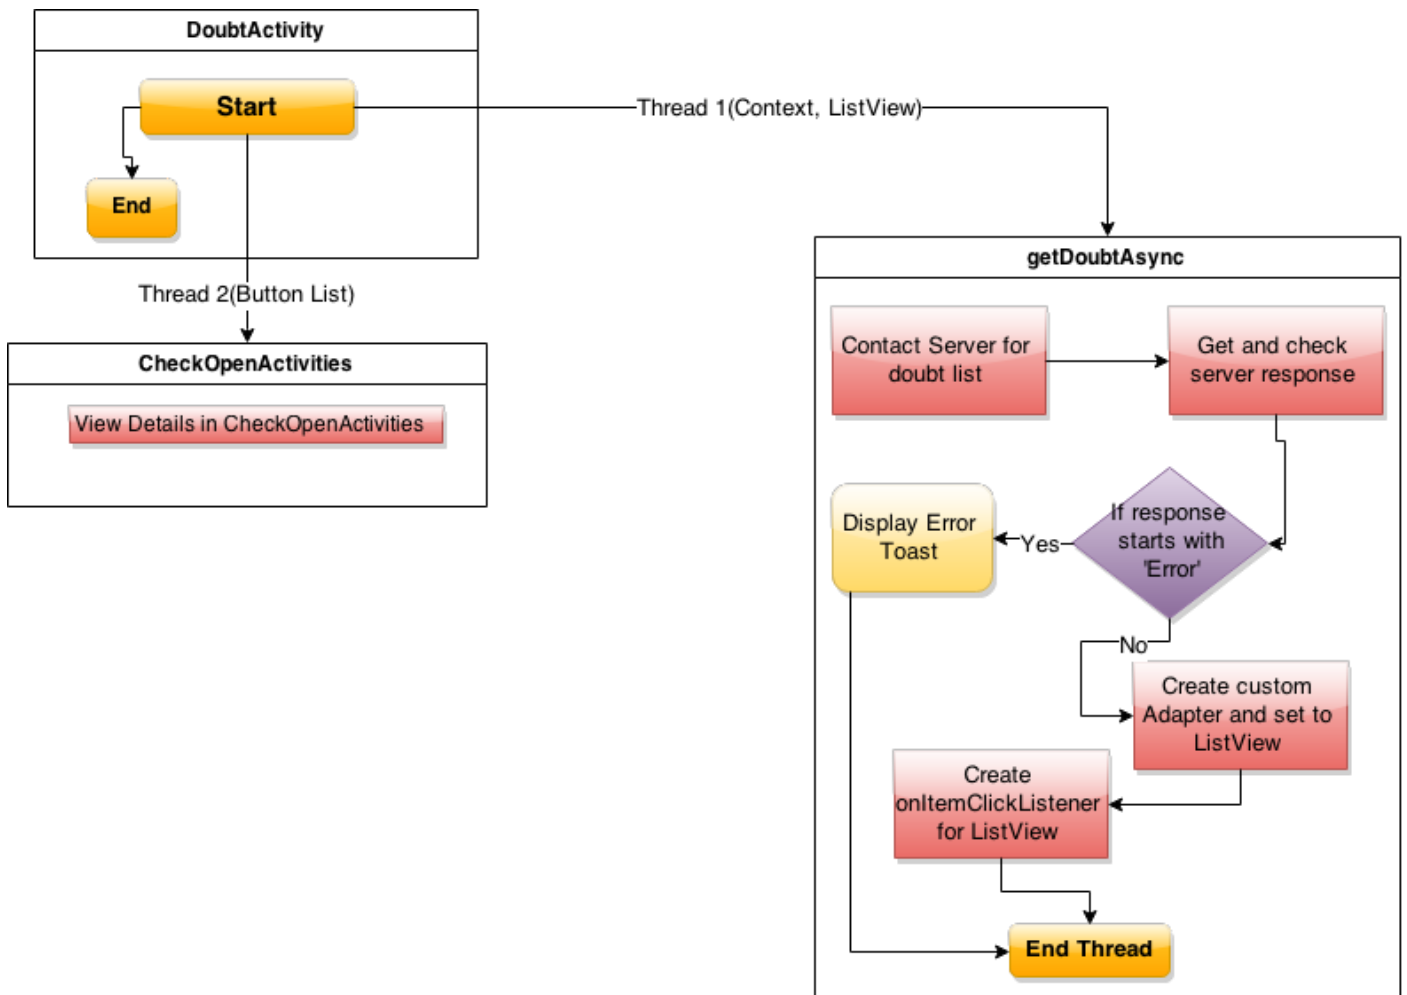 DoubtActivity
Start
Thread 1(Context, ListView)
End
Thread 2(Button List)
CheckOpenActivities
View Details in CheckOpenActivities
getDoubtAsync
Contact Server for
doubt list
Get and check
server response
If response
starts with
'Error'
Yes
Display Error
Toast
No
Create custom
Adapter and set to
ListView
Create
onItemClickListener
for ListView
End Thread